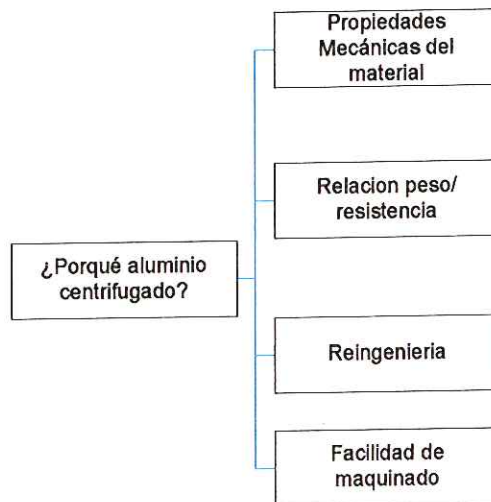 Propiedades
Mecánicas del
material
Relacion peso/
resistencia
¿Porqué aluminio
centrifugado?
Reingenieria
Facilidad de
maquinado